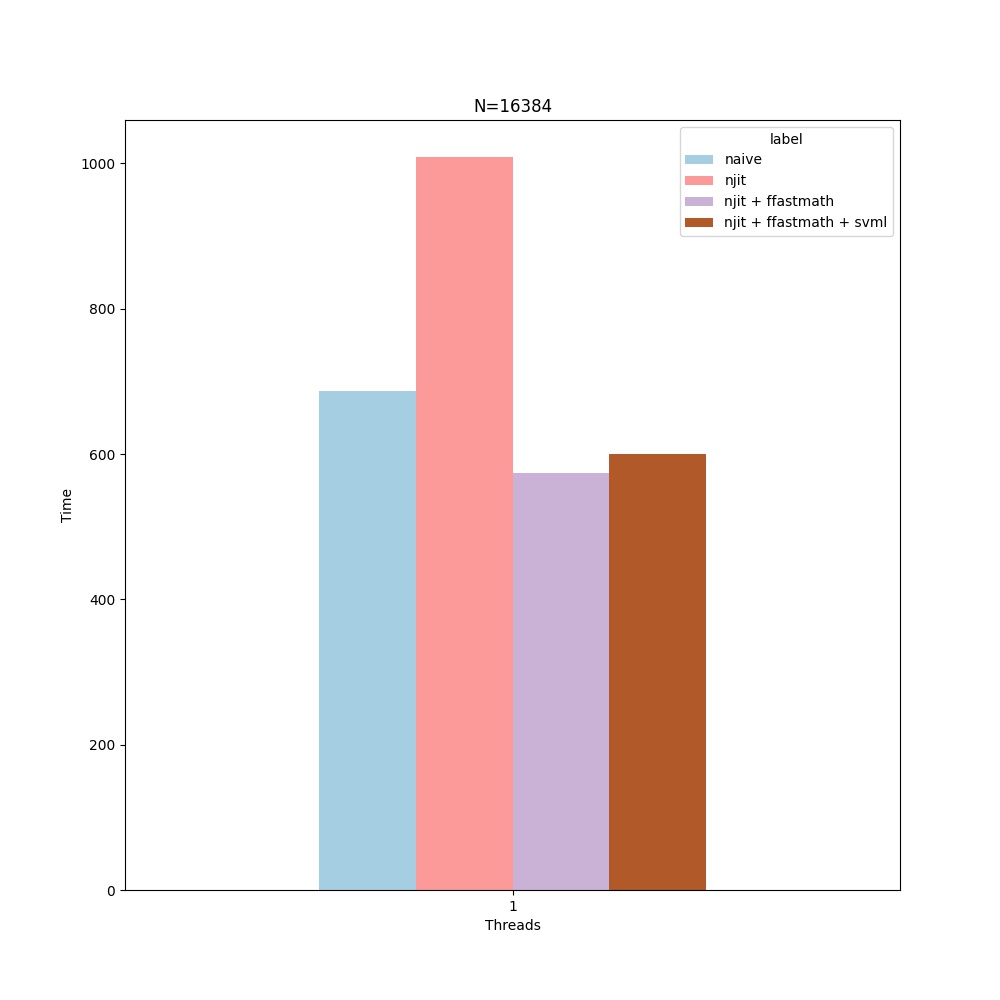 N=16384
label
naive
njit
njit + ffastmath
njit + ffastmath + svml
1000
800
600
400
200
0
Time
1
Threads